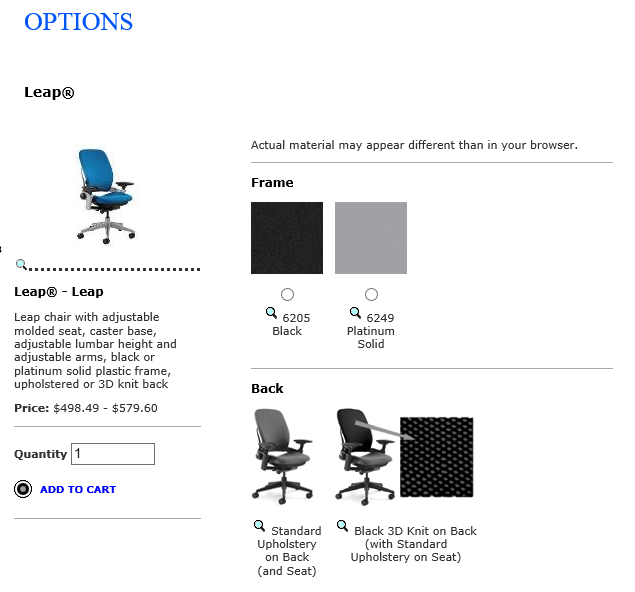 OPTIONS
Leap®
Actual material may appear different than in your browser.
Frame
6205
Black
6249
Platinum
Solid
Leap® - Leap
Leap chair with adjustable
molded seat, caster base,
adjustable lumbar height and
adjustable arms, black or
platinum solid plastic frame,
upholstered or 3D knit back
Price: $498.49 - $579.60
Quantity 1
ADD TO CART
Back
Standard
Upholstery
on Back
(and Seat)
Black 3D Knit on Back
(with Standard
Upholstery on Seat)